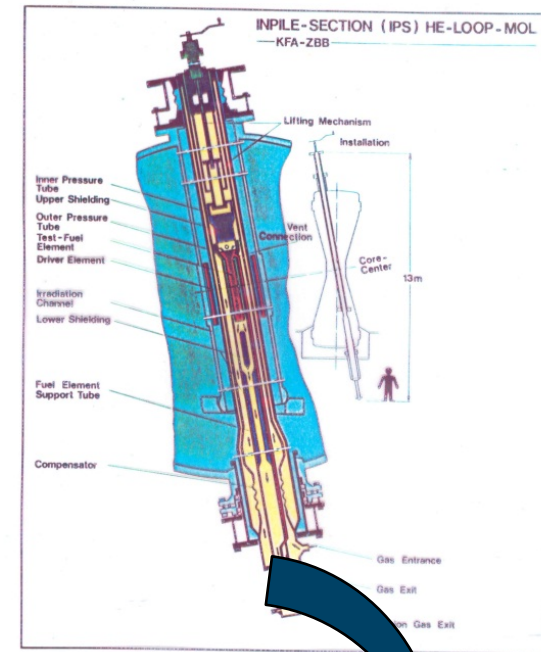 INPILE-SECTION (IPS) HE-LOOP-MOL
KFA-ZBB
Lifting Mechanism
Installation
Inner Pressure
Tube
Upper Shielding
Outer Pressure
Tube
Test-Fuel
Element
Driver Element
Vent
Connection
Core-
Center
13m
Irradiation
Channel
Lower Shielding
Fuel Element
Support Tube
Compensator
Gas Entrance
Gas Exit
Gas Exit